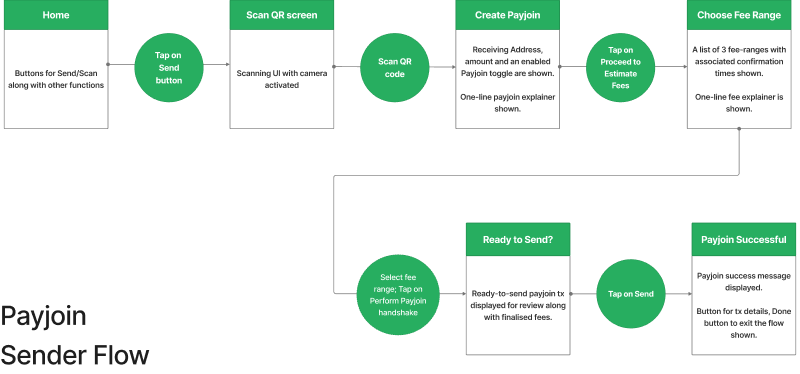 Home
Buttons for Send/Scan
along with other functions
Tap on
Send
button
Scan QR screen
Scanning UI with camera
activated
Scan QR
code
Create Payjoin
Receiving Address,
amount and an enabled
Payjoin toggle are shown.
One-line payjoin explainer
shown.
Tap on
Proceed to
Estimate
Fees
Choose Fee Range
A list of 3 fee-ranges with
associated confirmation
times shown.
One-line fee explainer is
shown.
Select fee
range; Tap on
Perform Payjoin
handshake
Ready to Send?
Ready-to-send payjoin tx
displayed for review along
with finalised fees.
Tap on Send
Payjoin Successful
Payjoin success message
displayed.
Button for tx details, Done
button to exit the flow
shown.
Payjoin
Sender Flow